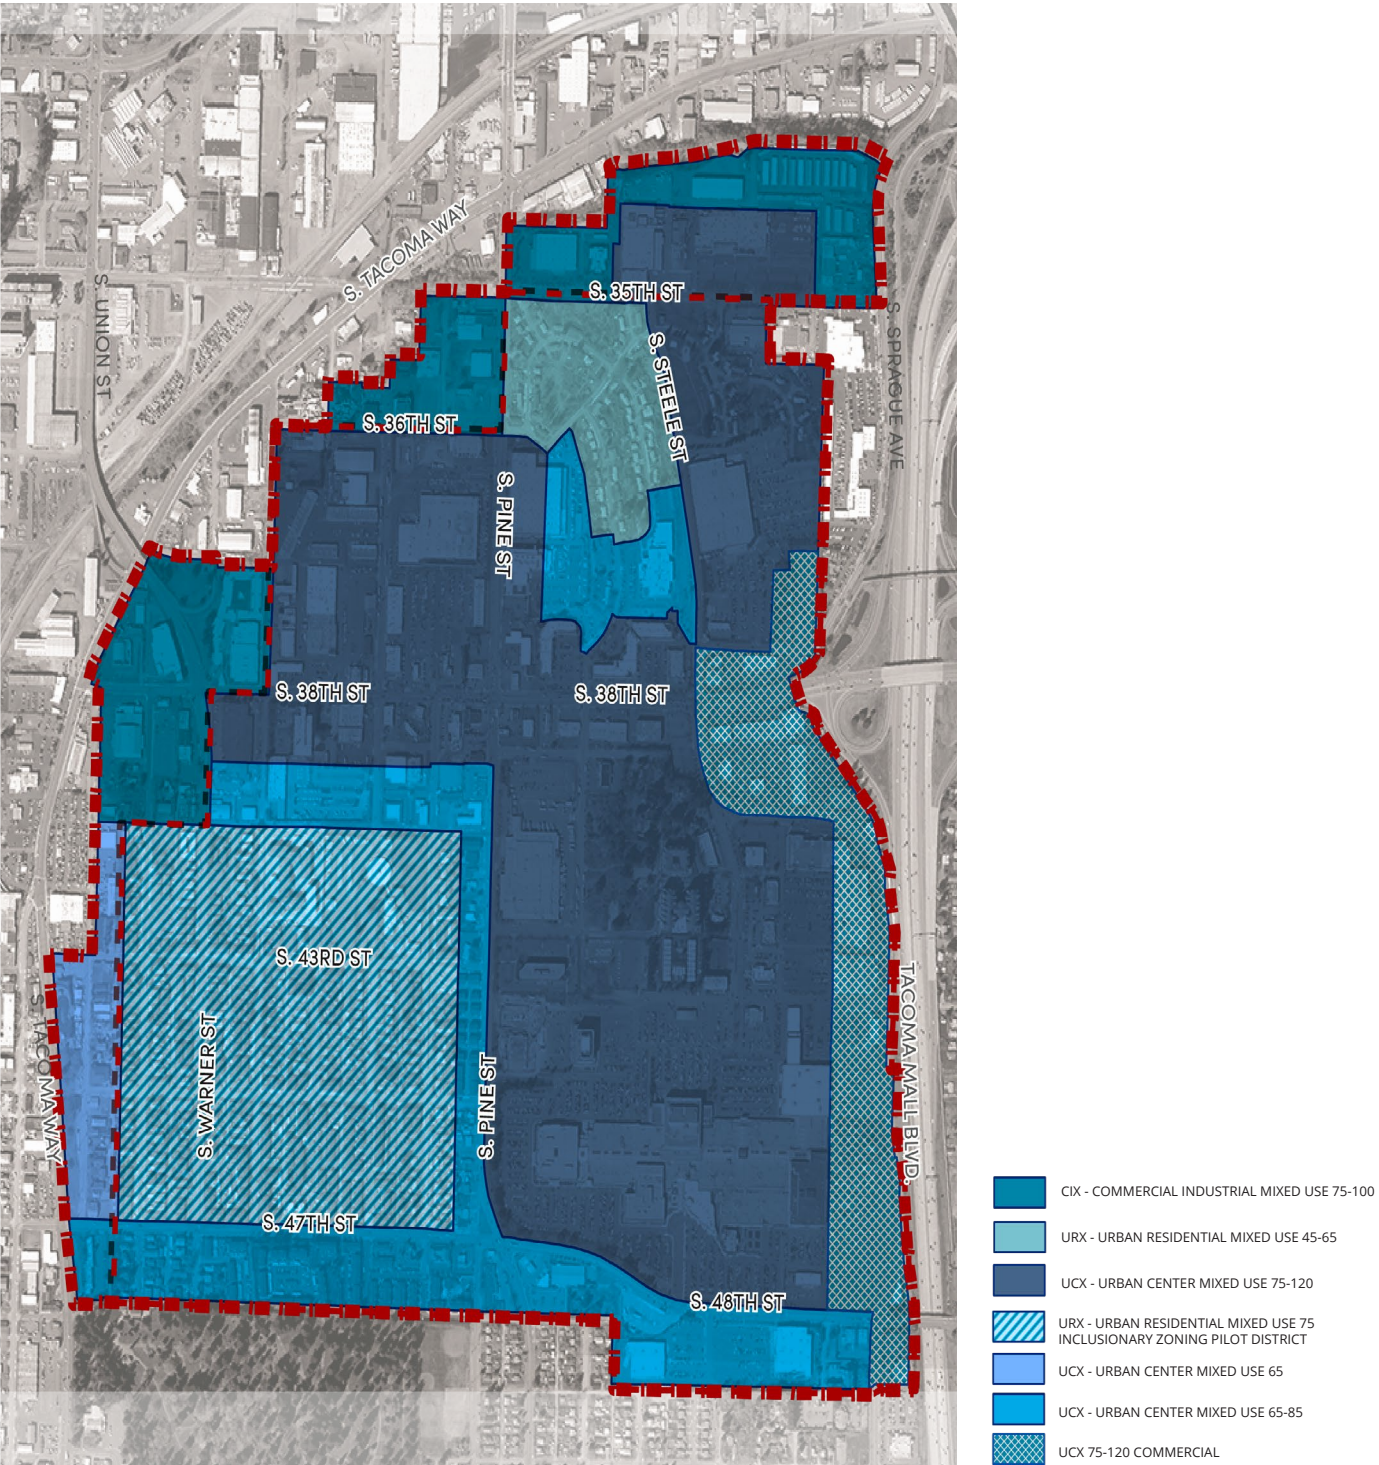 S. TACOMA WAY
S. UNION ST
S. 35TH ST
S. SPRAGUE AVE
S. STEELE ST
S. 36TH ST
S. PINE ST
S. 38TH ST
S. 38TH ST
S. 43RD ST
S. TACOMA WAY
S. WARNER ST
S. PINE ST
TACOMA MALL BLVD.
S. 47TH ST
S. 48TH ST
CIX - COMMERCIAL INDUSTRIAL MIXED USE 75-100
URX - URBAN RESIDENTIAL MIXED USE 45-65
UCX - URBAN CENTER MIXED USE 75-120
URX - URBAN RESIDENTIAL MIXED USE 75
INCLUSIONARY ZONING PILOT DISTRICT
UCX - URBAN CENTER MIXED USE 65
UCX - URBAN CENTER MIXED USE 65-85
UCX 75-120 COMMERCIAL